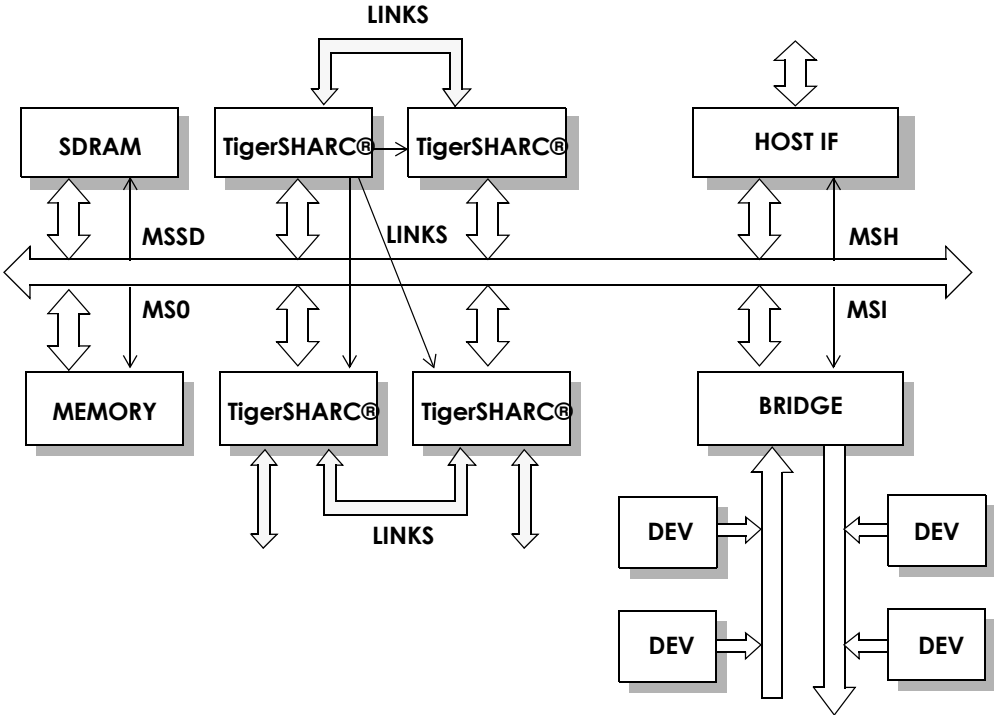 LINKS
SDRAM
TigerSHARC®
TigerSHARC®
HOST IF
MSSD
LINKS
MSH
MS0
MSI
MEMORY
TigerSHARC®
TigerSHARC®
BRIDGE
LINKS
DEV
DEV
DEV
DEV